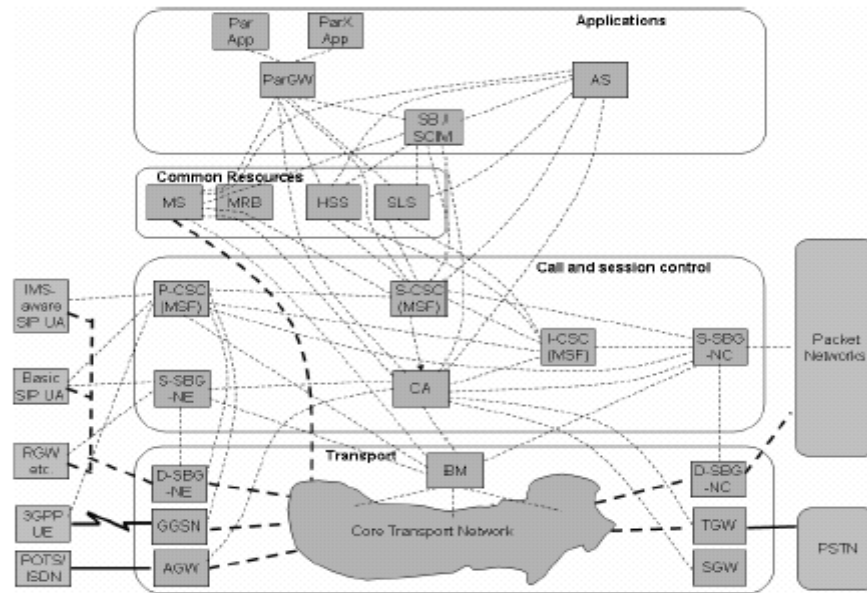 Applications
Par
App
ParX
App
ParGW
AS
SB /
SCIM
Common Resources
MS
MRB
HSS
SLS
Call and session control
IMS-
aware
SIP UA
P-CSC
(MSF)
S-CSC
(MSF)
I-CSC
(MSF)
S-SBG
-NC
Packet
Networks
Basic
SIP UA
S-SBG
-NE
CA
RGW
etc.
Transport
D-SBG
-NE
BM
D-SBG
-NC
3GPP
UE
GGSN
Core Transport Network
TGW
PSTN
POTS/
ISDN
AGW
SGW